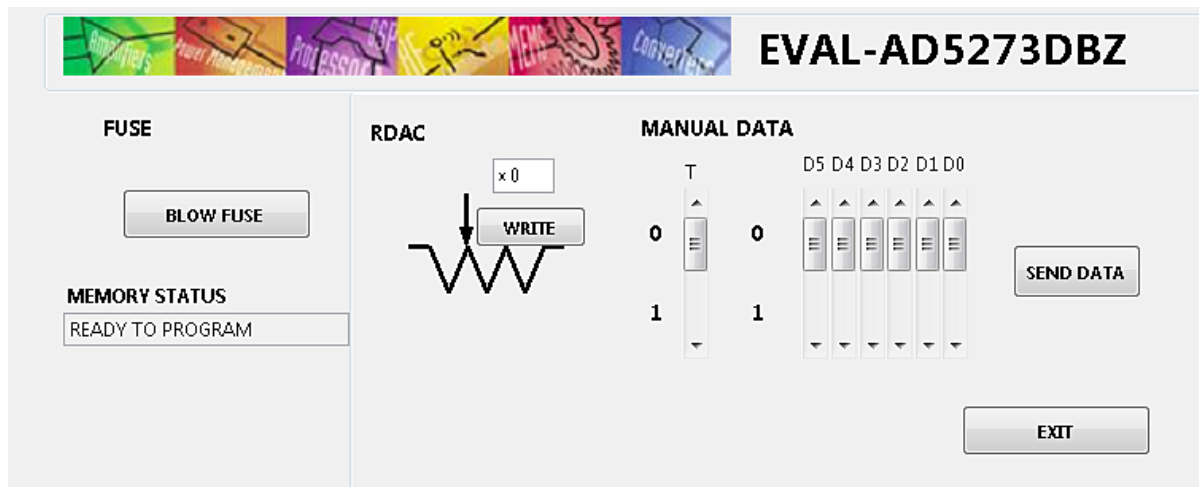 Amplifiers Power Management Processors DSP MEMS Converters
EVAL-AD5273DBZ
FUSE
BLOW FUSE
MEMORY STATUS
READY TO PROGRAM
RDAC
x 0
WRITE
MANUAL DATA
T
D5 D4 D3 D2 D1 D0
0 0
1 1
SEND DATA
EXIT